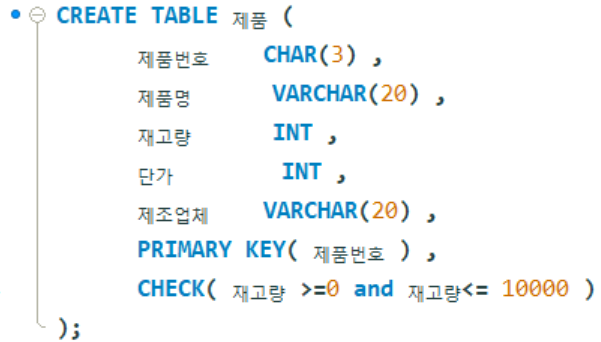 CREATE TABLE 제품 (
제품번호 CHAR(3) ,
제품명 VARCHAR(20) ,
재고량 INT ,
단가 INT ,
제조업체 VARCHAR(20) ,
PRIMARY KEY( 제품번호 ) ,
CHECK( 재고량 >=0 and 재고량<= 10000 )
);